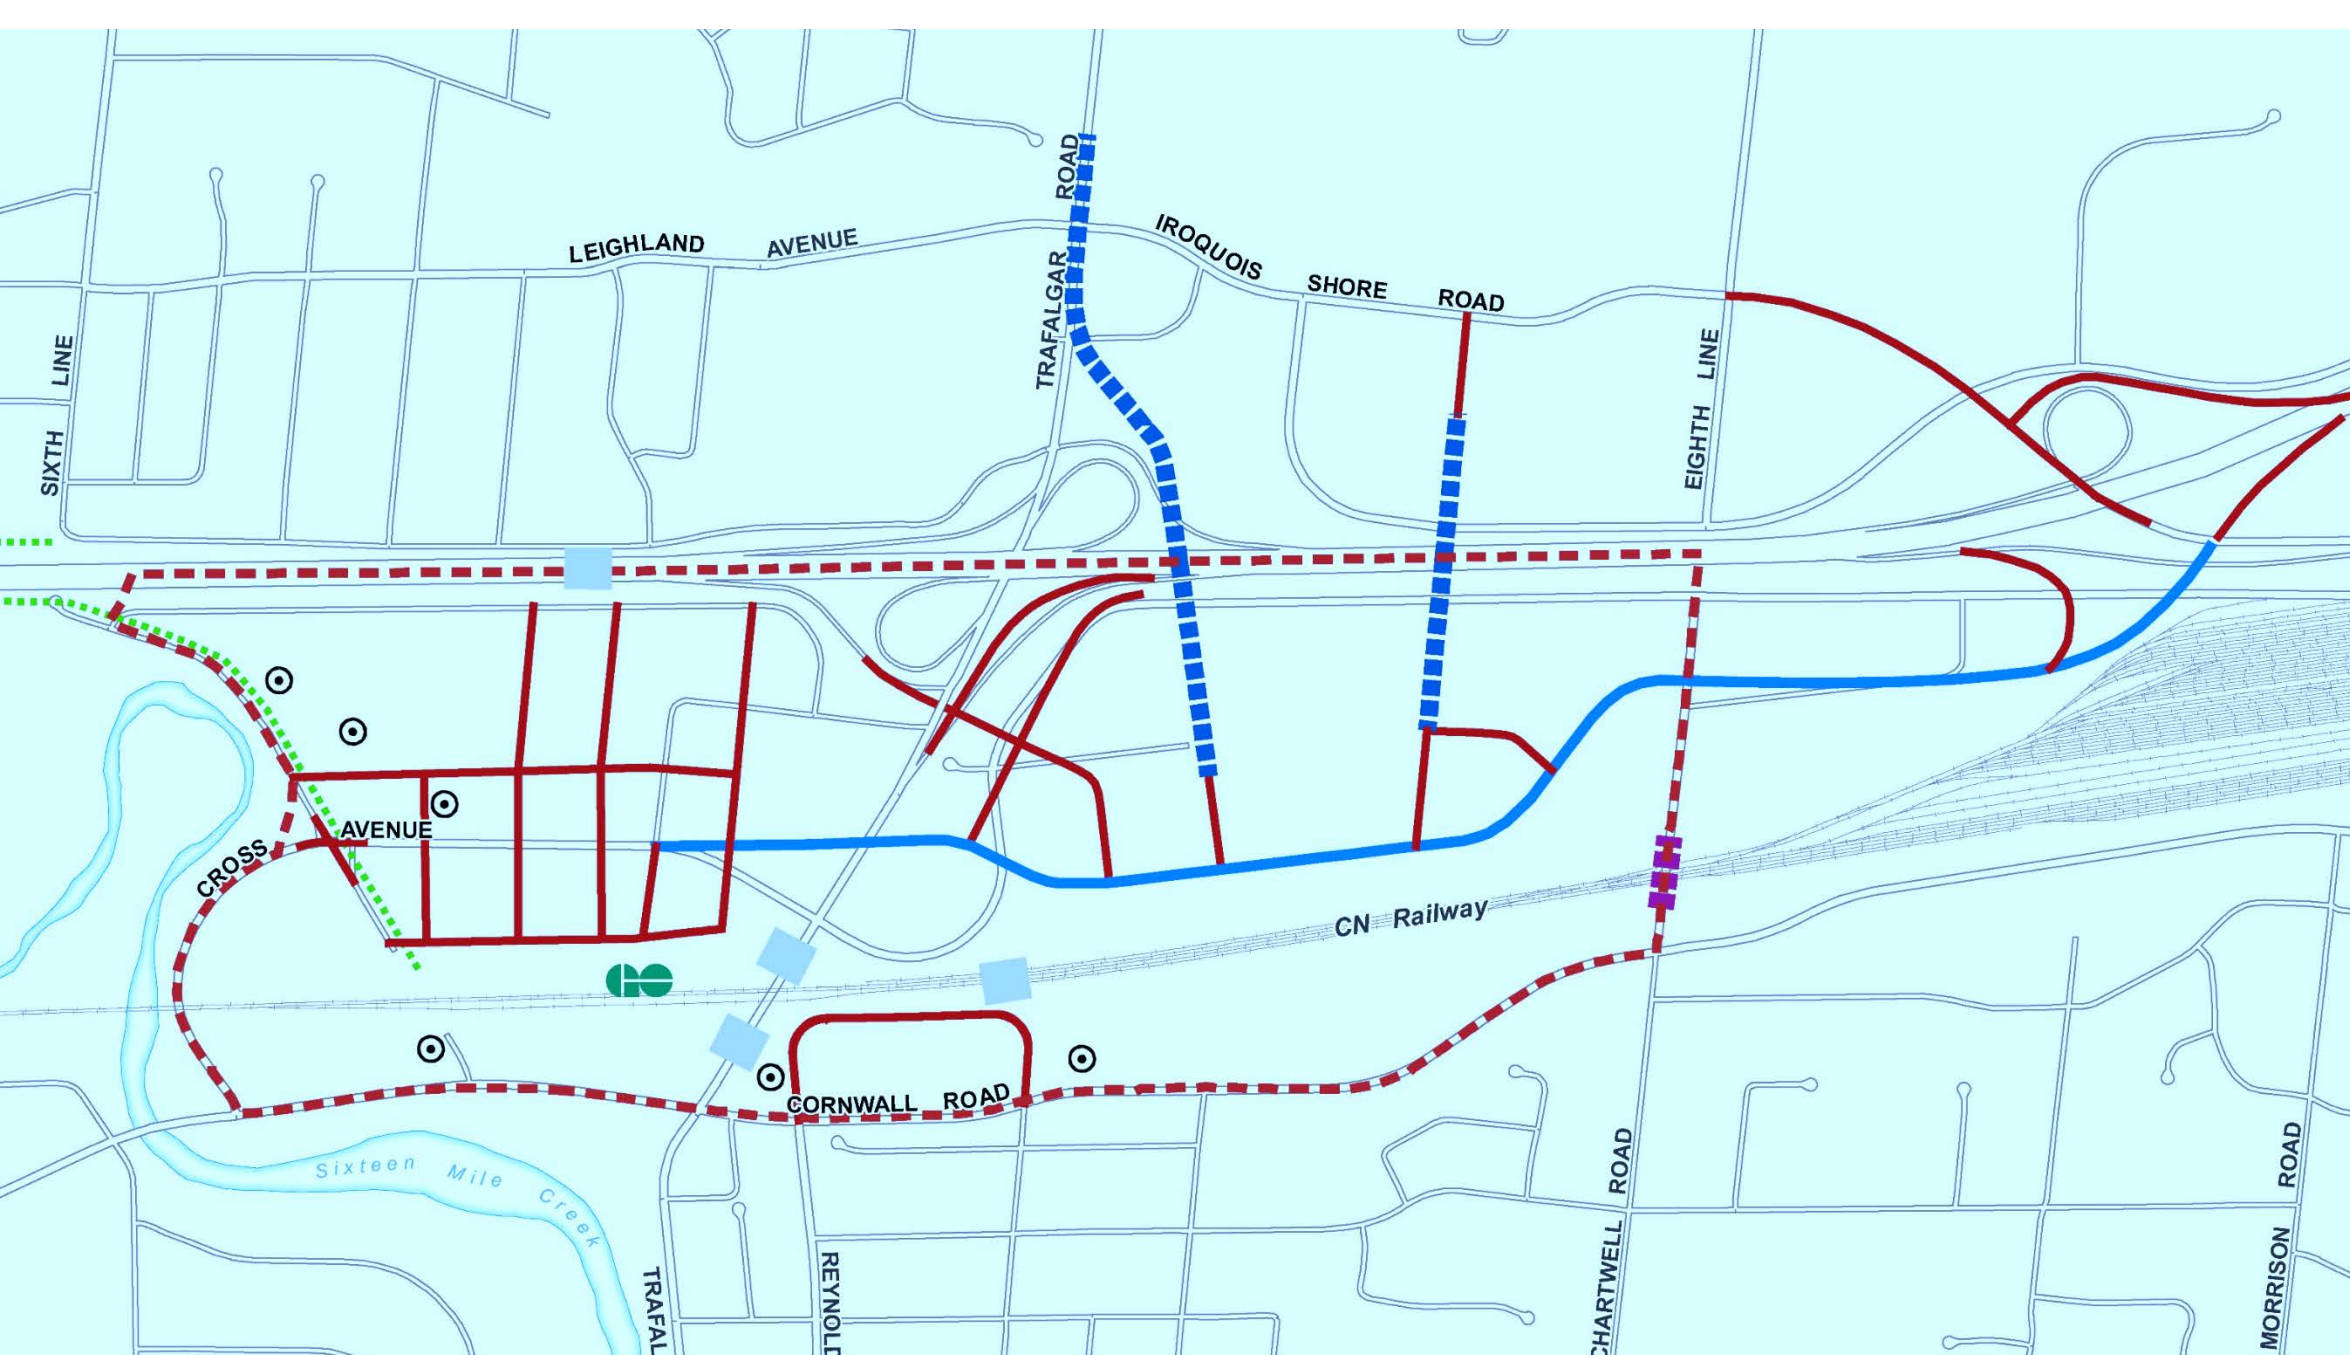 ROAD
TRAFALGAR
LEIGHLAND AVENUE
IROQUOIS SHORE ROAD
SIXTH LINE
EIGHTH LINE
CROSS AVENUE
CN Railway
GO
CORNWALL ROAD
Sixteen Mile Creek
TRAFAL
REYNOLD
CHARTWELL ROAD
MORRISON ROAD